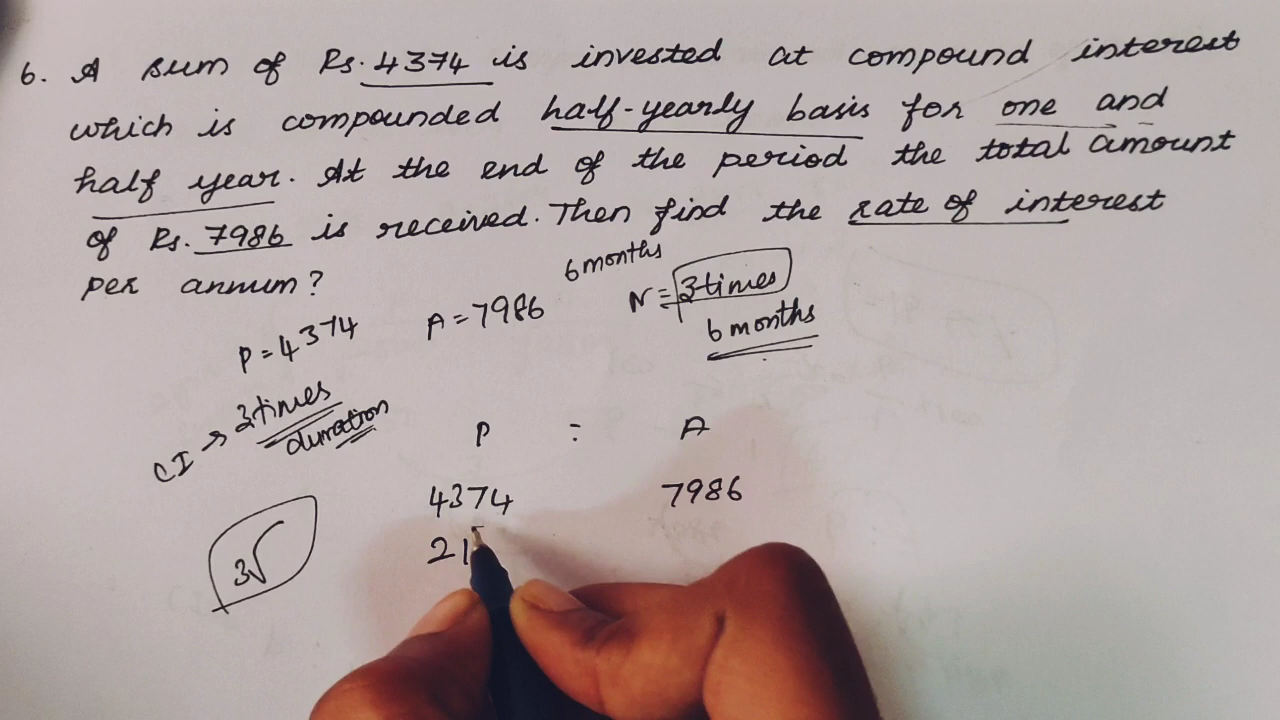 6. A sum of Rs. 4374 is invested at compound interest
which is compounded half-yearly basis for one and
half year. At the end of the period the total amount
of Rs. 7986 is received. Then find the rate of interest
per annum?
6 months
P = 4374 A = 7986 N = 3 times
6 months
CI → 3 times
duration
P : A
4374 7986
3√ 21